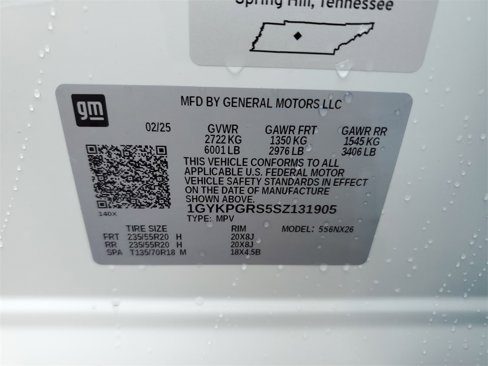 Spring Hill, Tennessee
gm
MFD BY GENERAL MOTORS LLC
02/25 GVWR GAWR FRT GAWR RR
2722 KG 1350 KG 1545 KG
6001 LB 2976 LB 3406 LB
THIS VEHICLE CONFORMS TO ALL
APPLICABLE U.S. FEDERAL MOTOR
VEHICLE SAFETY STANDARDS IN EFFECT
ON THE DATE OF MANUFACTURE
SHOWN ABOVE.
1GYKPGRS5SZ131905
140X TYPE: MPV
TIRE SIZE RIM MODEL: 556NX26
FRT 235/55R20 H 20X8J
RR 235/55R20 H 20X8J
SPA T135/70R18 M 18X4.5B